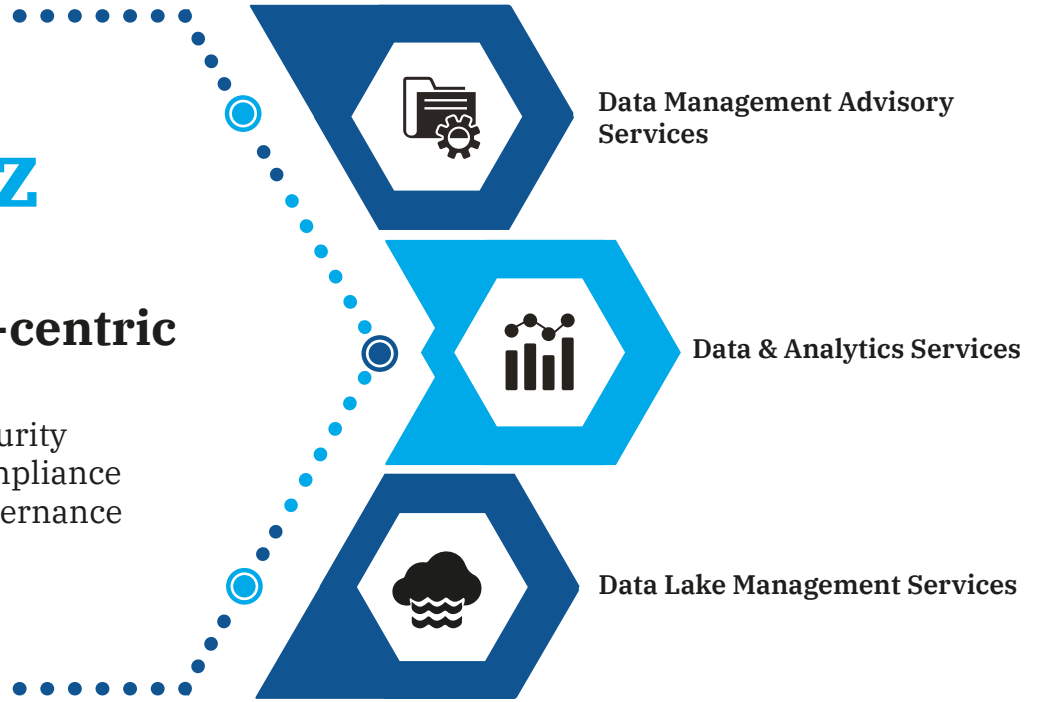 z
-centric
urity
npliance
ernance
Data Management Advisory
Services
Data & Analytics Services
Data Lake Management Services